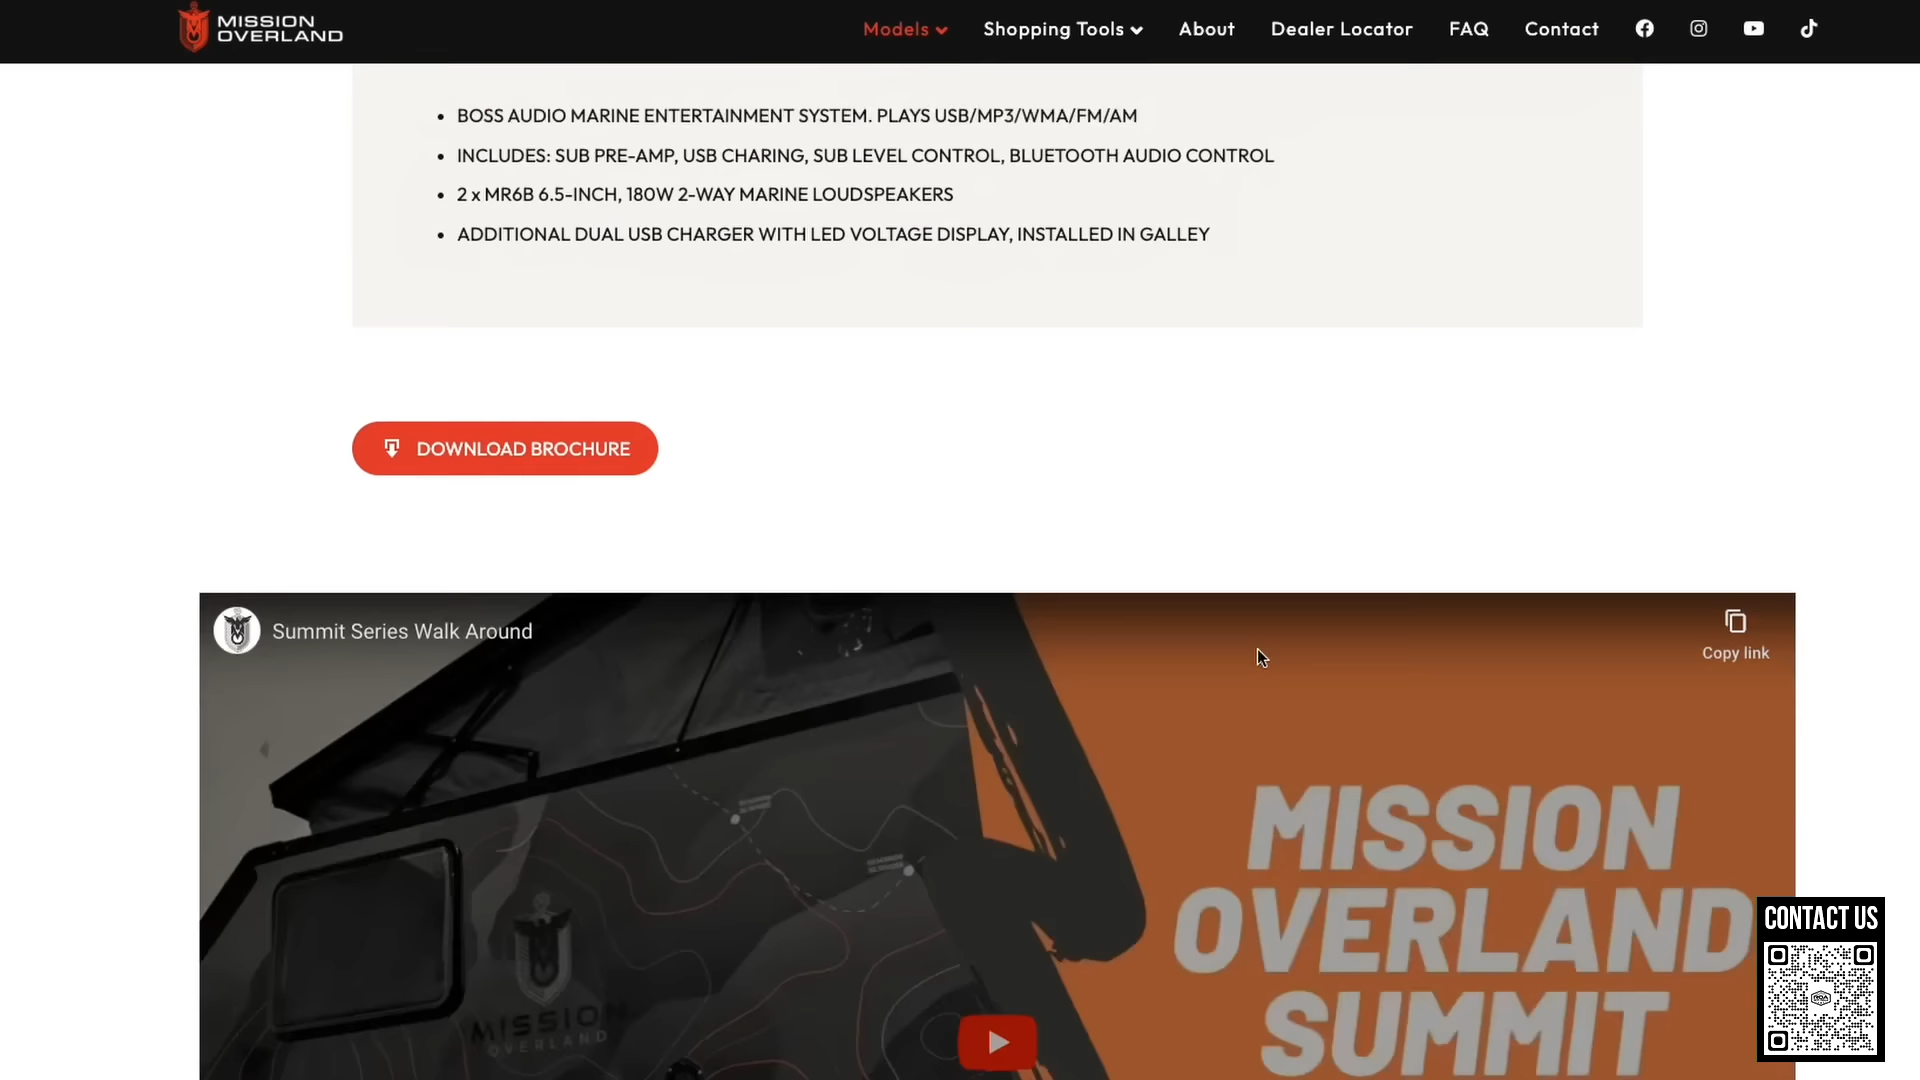 MISSION
OVERLAND
Models
Shopping Tools
About
Dealer Locator
FAQ
Contact
• BOSS AUDIO MARINE ENTERTAINMENT SYSTEM. PLAYS USB/MP3/WMA/FM/AM
• INCLUDES: SUB PRE-AMP, USB CHARING, SUB LEVEL CONTROL, BLUETOOTH AUDIO CONTROL
• 2 x MR6B 6.5-INCH, 180W 2-WAY MARINE LOUDSPEAKERS
• ADDITIONAL DUAL USB CHARGER WITH LED VOLTAGE DISPLAY, INSTALLED IN GALLEY
DOWNLOAD BROCHURE
Summit Series Walk Around
Copy link
MISSION
OVERLAND
SUMMIT
MISSION
OVERLAND
CONTACT US